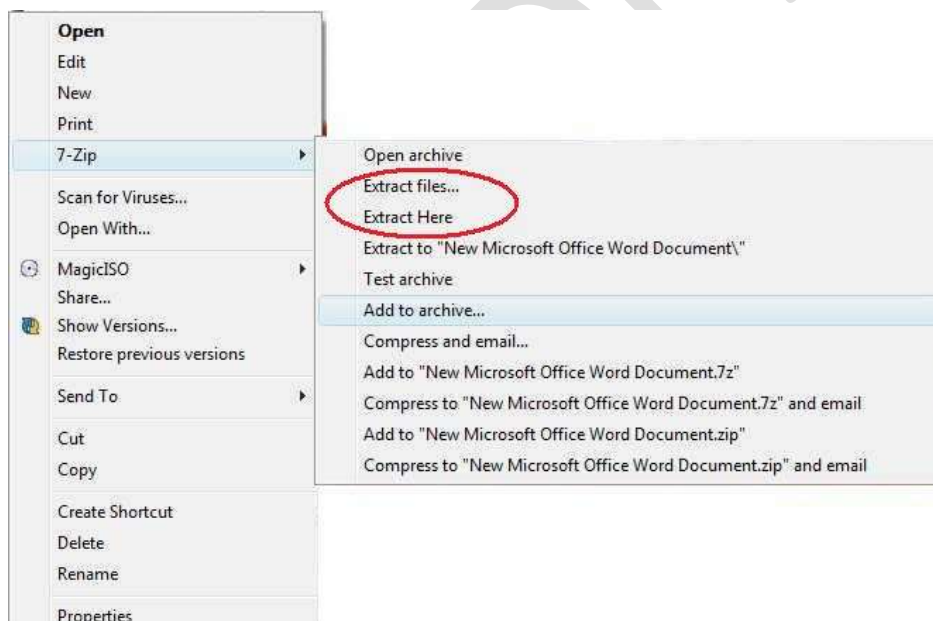 Open
Edit
New
Print
7-Zip
Scan for Viruses...
Open With...
MagicISO
Share...
Show Versions...
Restore previous versions
Send To
Cut
Copy
Create Shortcut
Delete
Rename
Properties
Open archive
Extract files...
Extract Here
Extract to "New Microsoft Office Word Document\"
Test archive
Add to archive...
Compress and email...
Add to "New Microsoft Office Word Document.7z"
Compress to "New Microsoft Office Word Document.7z" and email
Add to "New Microsoft Office Word Document.zip"
Compress to "New Microsoft Office Word Document.zip" and email